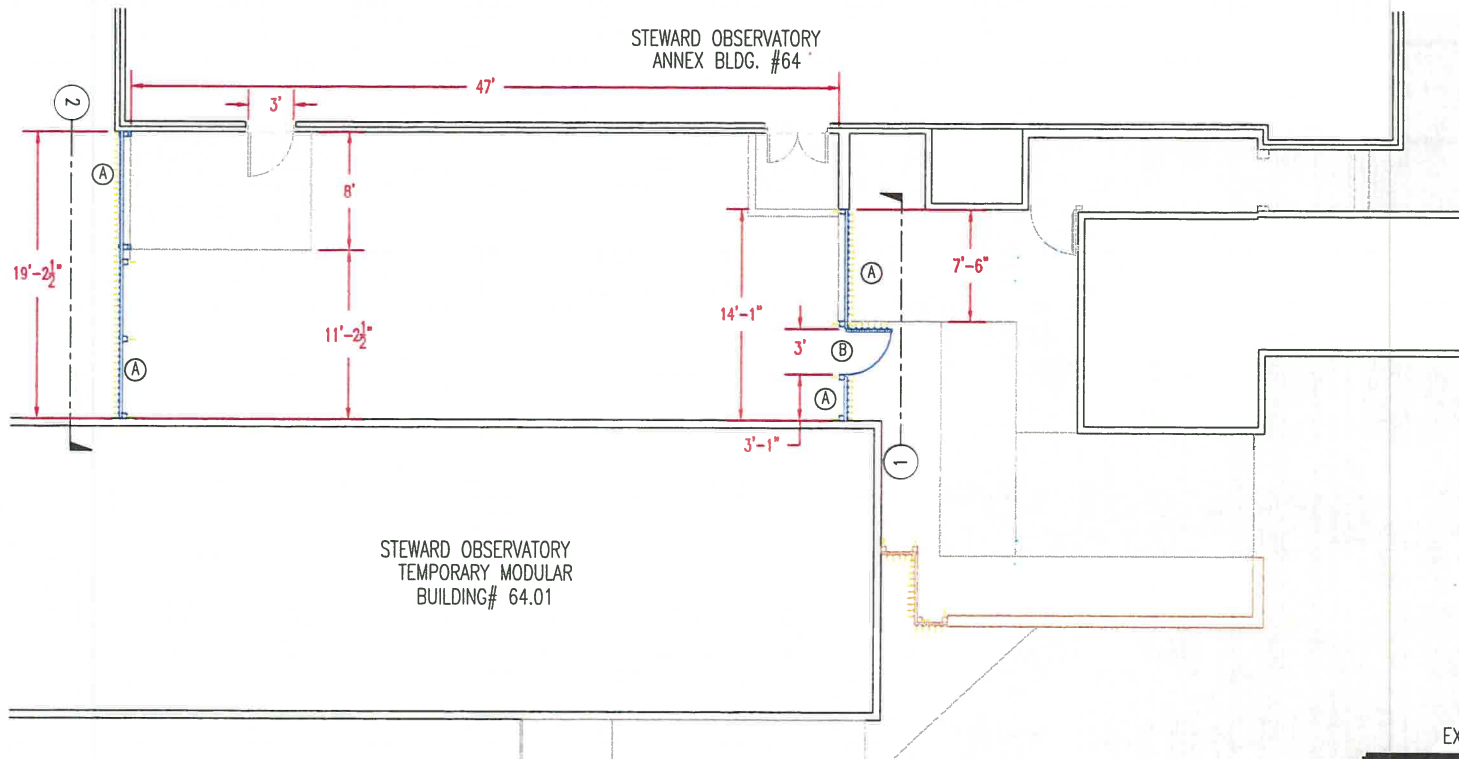 STEWARD OBSERVATORY
ANNEX BLDG. #64
47'
3'
2
A
8'
19'-2½"
11'-2½"
A
14'-1"
A
7'-6"
3'
B
A
3'-1"
1
STEWARD OBSERVATORY
TEMPORARY MODULAR
BUILDING# 64.01
EX